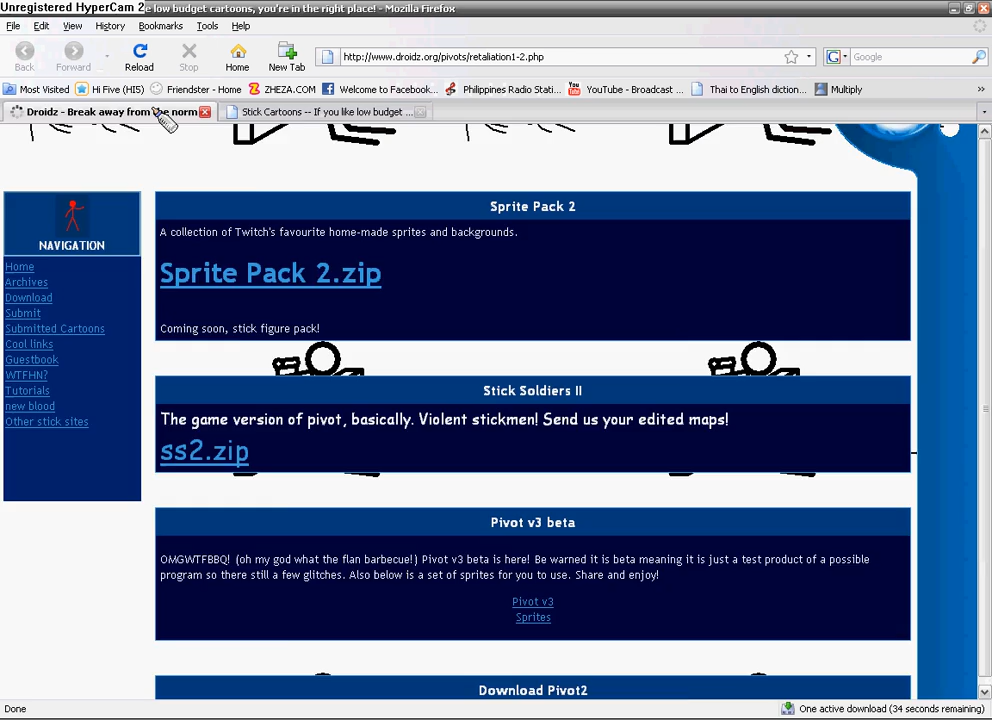 Unregistered HyperCam 2
e low budget cartoons, you're in the right place! - Mozilla Firefox
File Edit View History Bookmarks Tools Help
Back Forward Reload Stop Home New Tab
http://www.droidz.org/pivots/retaliation1-2.php
Google
Most Visited Hi Five (HI5) Friendster - Home ZHEZA.COM Welcome to Facebook... Philippines Radio Stati... YouTube - Broadcast ... Thai to English diction... Multiply »
Droidz - Break away from the norm
Stick Cartoons -- If you like low budget ...
NAVIGATION
Home
Archives
Download
Submit
Submitted Cartoons
Cool links
Guestbook
WTFHN?
Tutorials
new blood
Other stick sites
Sprite Pack 2
A collection of Twitch's favourite home-made sprites and backgrounds.
Sprite Pack 2.zip
Coming soon, stick figure pack!
Stick Soldiers II
The game version of pivot, basically. Violent stickmen! Send us your edited maps!
ss2.zip
Pivot v3 beta
OMGWTFBBQ! (oh my god what the flan barbecue!) Pivot v3 beta is here! Be warned it is beta meaning it is just a test product of a possible
program so there still a few glitches. Also below is a set of sprites for you to use. Share and enjoy!
Pivot v3
Sprites
Download Pivot2
Done
One active download (34 seconds remaining)